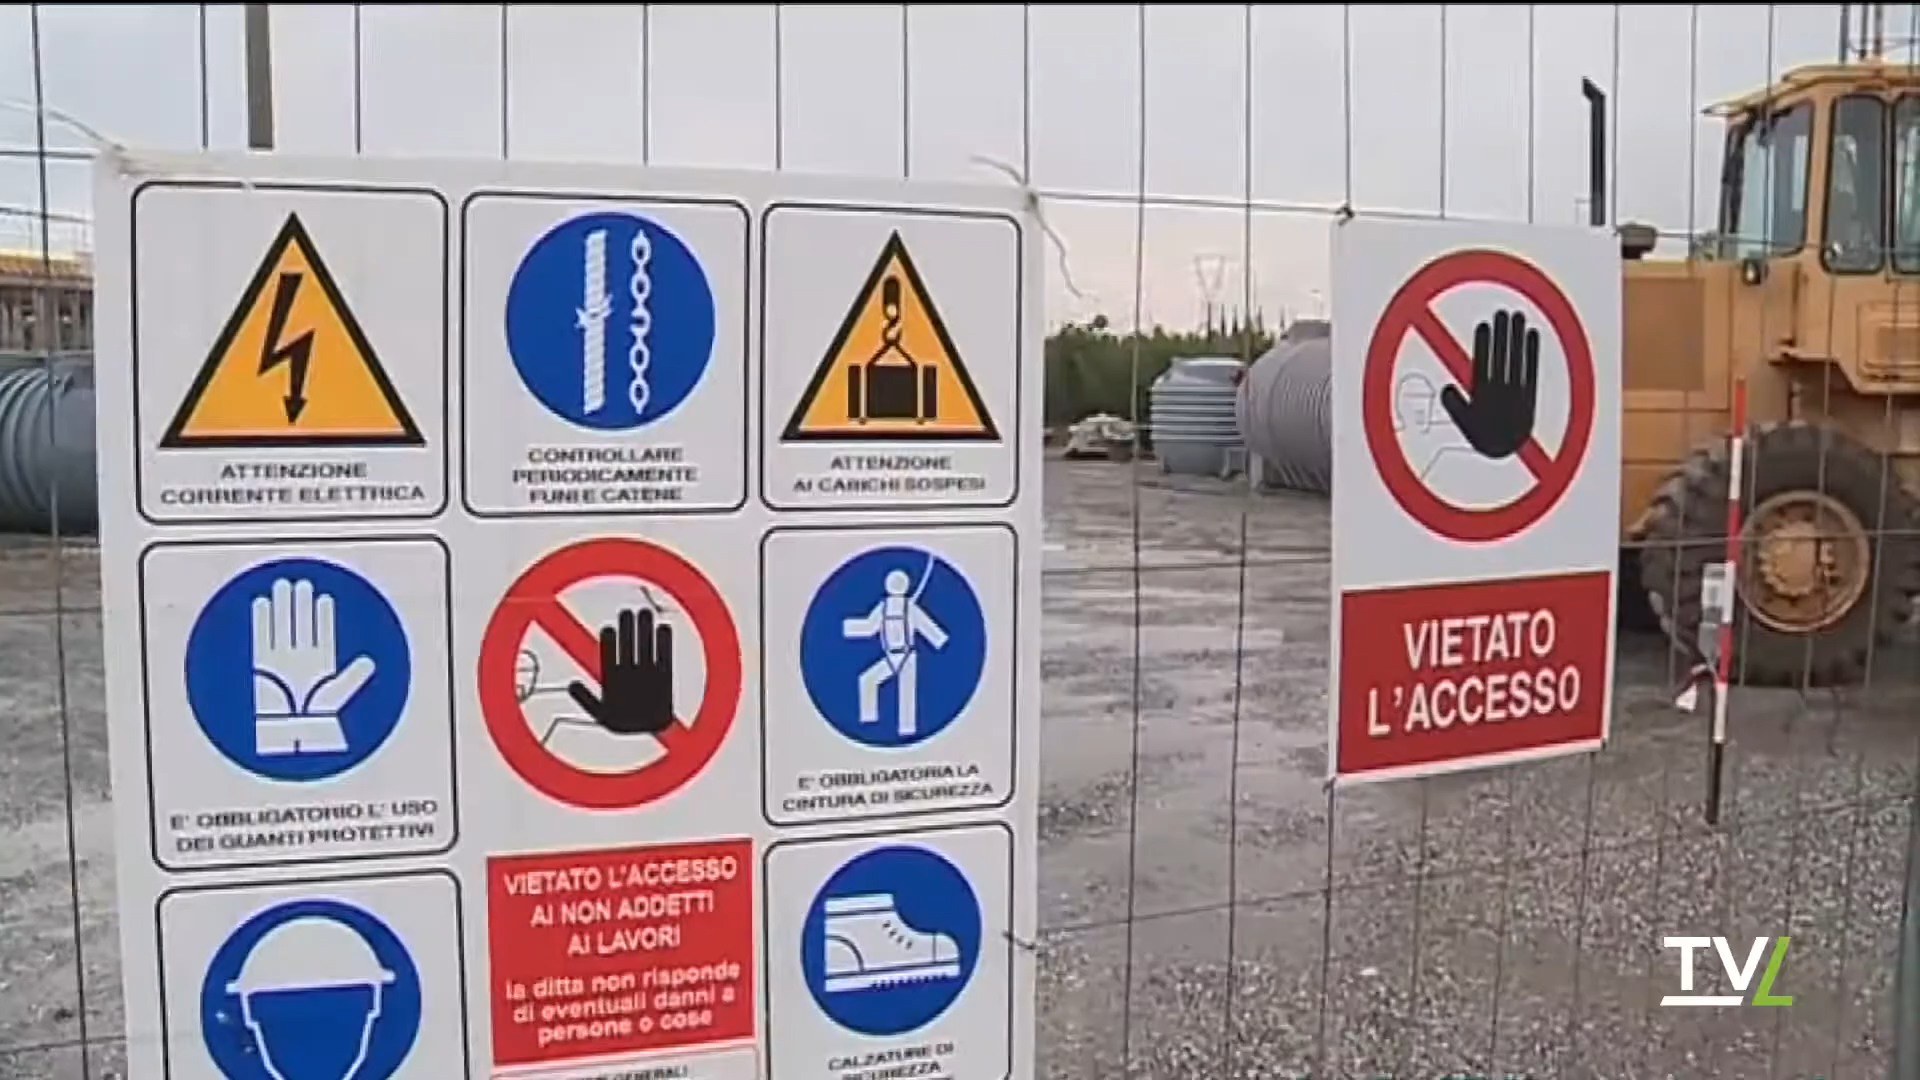 ATTENZIONE
CORRENTE ELETTRICA
CONTROLLARE
PERIODICAMENTE
FUNI E CATENE
ATTENZIONE
AI CARICHI SOSPESI
E' OBBLIGATORIO L' USO
DEI GUANTI PROTETTIVI
E' OBBLIGATORIA LA
CINTURA DI SICUREZZA
VIETATO L'ACCESSO
AI NON ADDETTI
AI LAVORI
la ditta non risponde
di eventuali danni a
persone o cose
GENERALI
CALZATURE DI
SICUREZZA
VIETATO
L'ACCESSO
TVL